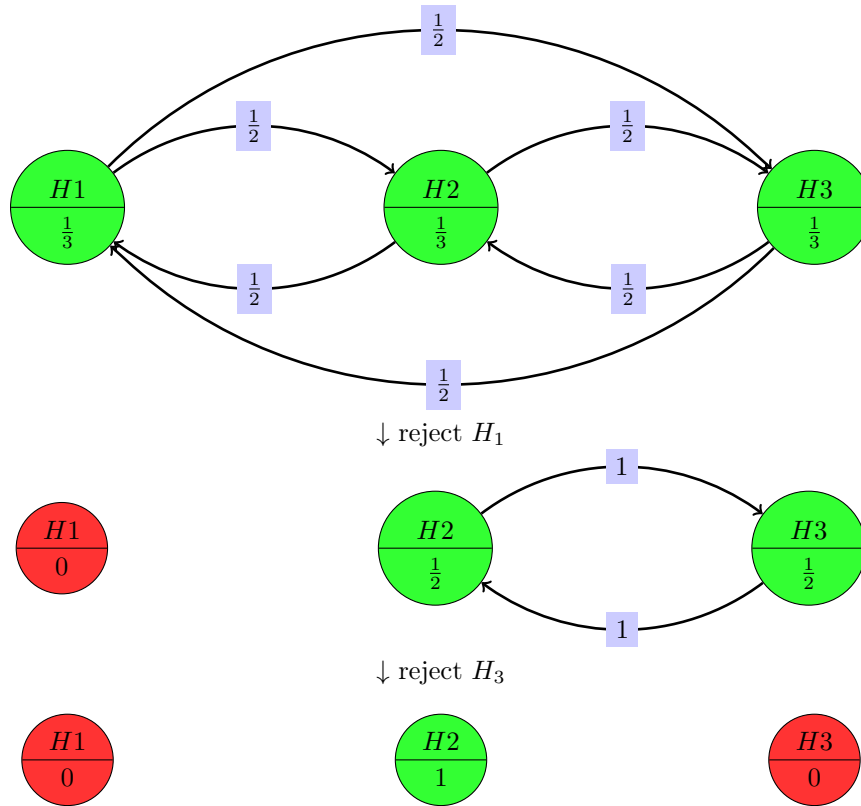 1/2
1/2 1/2
H1 H2 H3
1/3 1/3 1/3
1/2 1/2
1/2
↓ reject H₁
1
H1 H2 H3
0 1/2 1/2
1
↓ reject H₃
H1 H2 H3
0 1 0